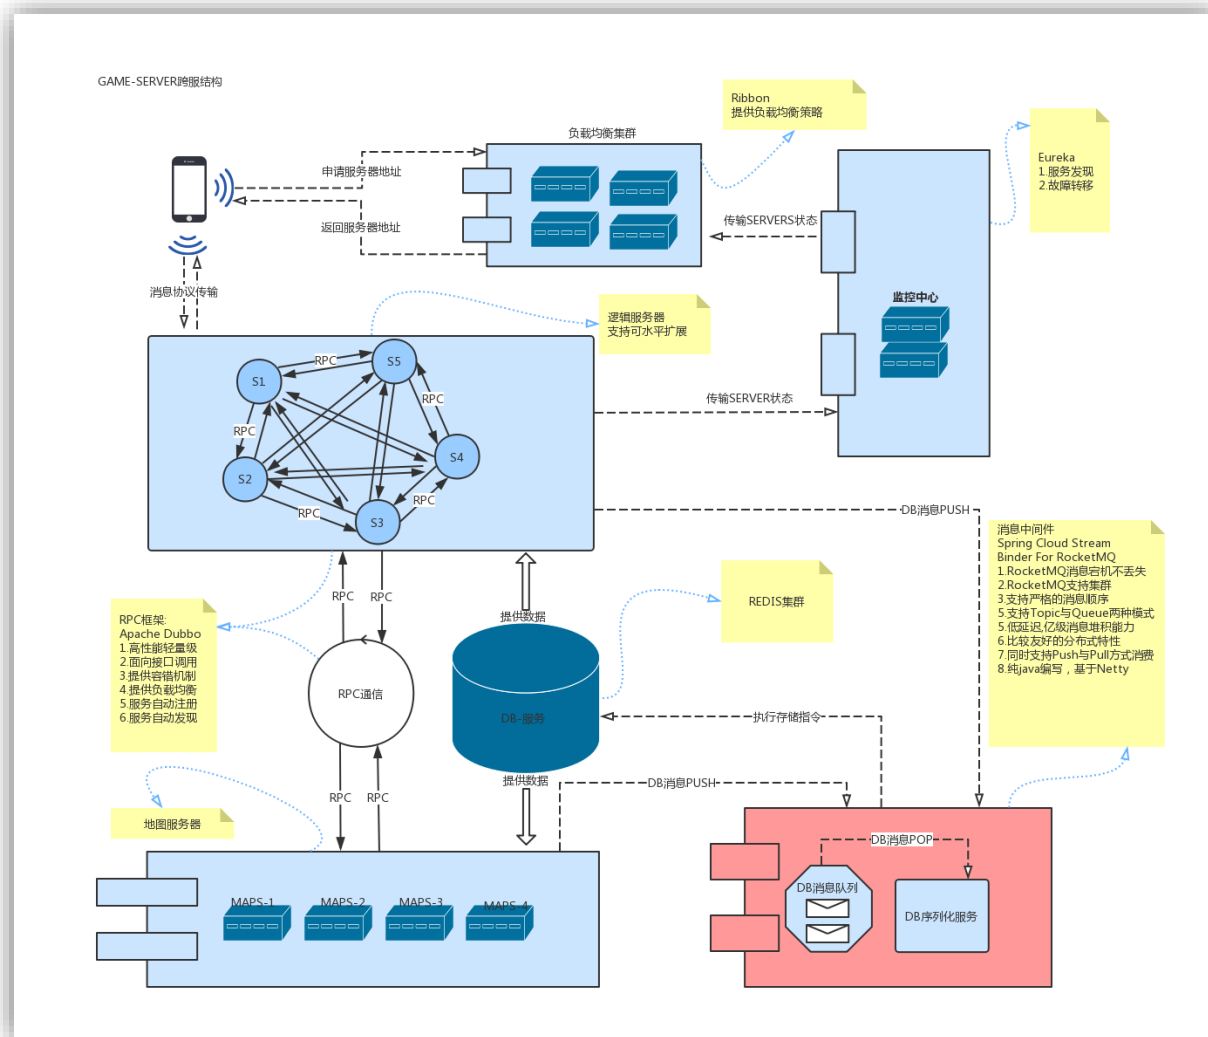 GAME-SERVER跨服结构
Ribbon
提供负载均衡策略
负载均衡集群
Eureka
1.服务发现
2.故障转移
申请服务器地址
返回服务器地址
传输SERVERS状态
消息协议传输
监控中心
逻辑服务器
支持可水平扩展
RPC
S5
S1
RPC
传输SERVER状态
RPC
S4
S2
RPC
RPC
S3
DB消息PUSH
消息中间件
Spring Cloud Stream
Binder For RocketMQ
1.RocketMQ消息宕机不丢失
2.RocketMQ支持集群
3.支持严格的消息顺序
5.支持Topic与Queue两种模式
5.低延迟,亿级消息堆积能力
6.比较友好的分布式特性
7.同时支持Push与Pull方式消费
8.纯java编写，基于Netty
RPC
RPC
提供数据
REDIS集群
RPC框架:
Apache Dubbo
1.高性能轻量级
2.面向接口调用
3.提供容错机制
4.提供负载均衡
5.服务自动注册
6.服务自动发现
RPC通信
DB-服务
执行存储指令
提供数据
DB消息PUSH
RPC
RPC
地图服务器
DB消息POP
DB消息队列
DB序列化服务
MAPS-1
MAPS-2
MAPS-3
MAPS-4